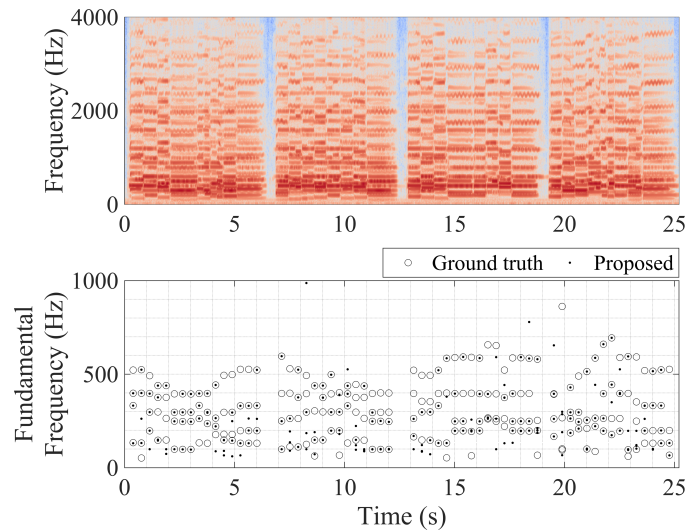 4000
2000
0
Frequency (Hz)
0 5 10 15 20 25
Ground truth Proposed
1000
500
0
Fundamental
Frequency (Hz)
0 5 10 15 20 25
Time (s)